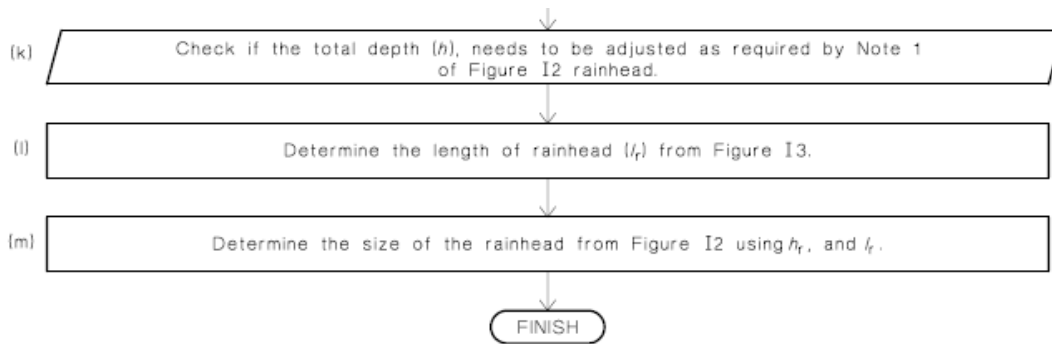 (k) Check if the total depth (h), needs to be adjusted as required by Note 1
of Figure I2 rainhead.
(l) Determine the length of rainhead (lr) from Figure I3.
(m) Determine the size of the rainhead from Figure I2 using hr, and lr.
FINISH